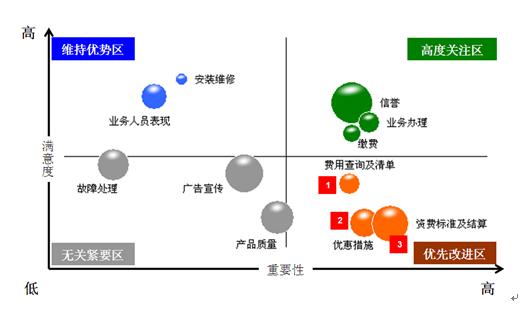 高
维持优势区
高度关注区
安装维修
信誉
业务人员表现
业务办理
缴费
满意度
费用查询及清单
1
故障处理
广告宣传
2
资费标准及结算
产品质量
优惠措施
3
无关紧要区
优先改进区
重要性
低
高